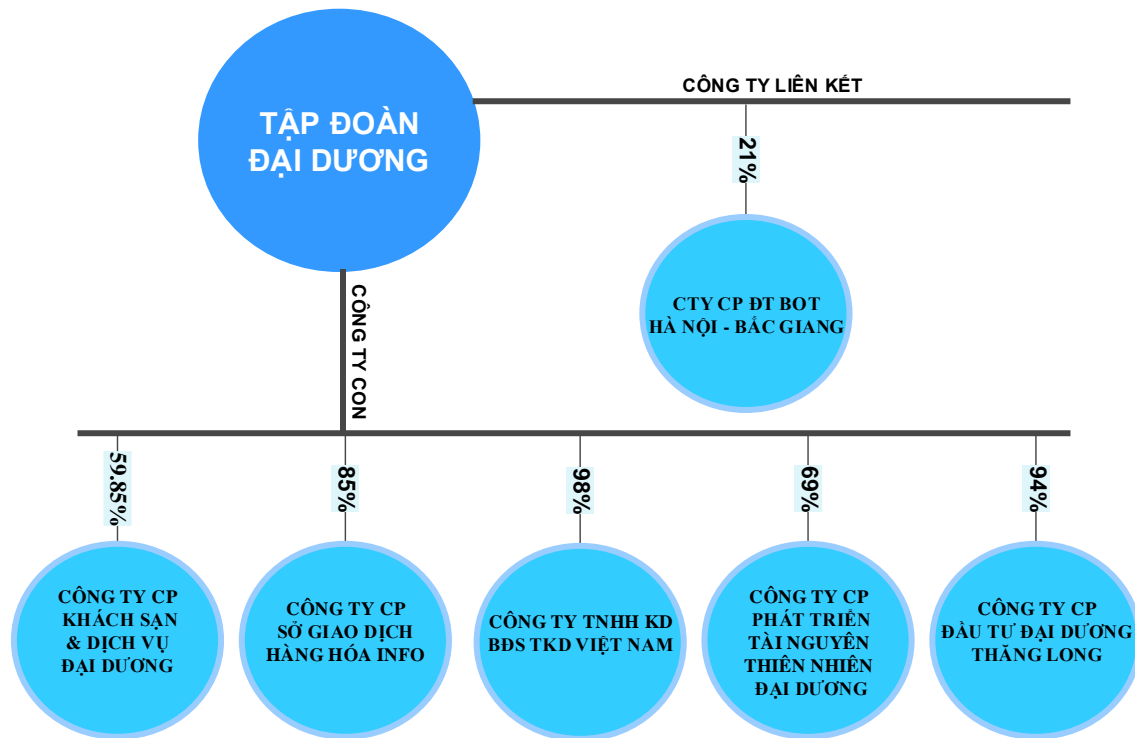 TẬP ĐOÀN
ĐẠI DƯƠNG
CÔNG TY LIÊN KẾT
21%
CTY CP ĐT BOT
HÀ NỘI - BẮC GIANG
CÔNG TY CON
59.85%
85%
98%
69%
94%
CÔNG TY CP
KHÁCH SẠN
& DỊCH VỤ
ĐẠI DƯƠNG
CÔNG TY CP
SỞ GIAO DỊCH
HÀNG HÓA INFO
CÔNG TY TNHH KD
BĐS TKD VIỆT NAM
CÔNG TY CP
PHÁT TRIỂN
TÀI NGUYÊN
THIÊN NHIÊN
ĐẠI DƯƠNG
CÔNG TY CP
ĐẦU TƯ ĐẠI DƯƠNG
THĂNG LONG